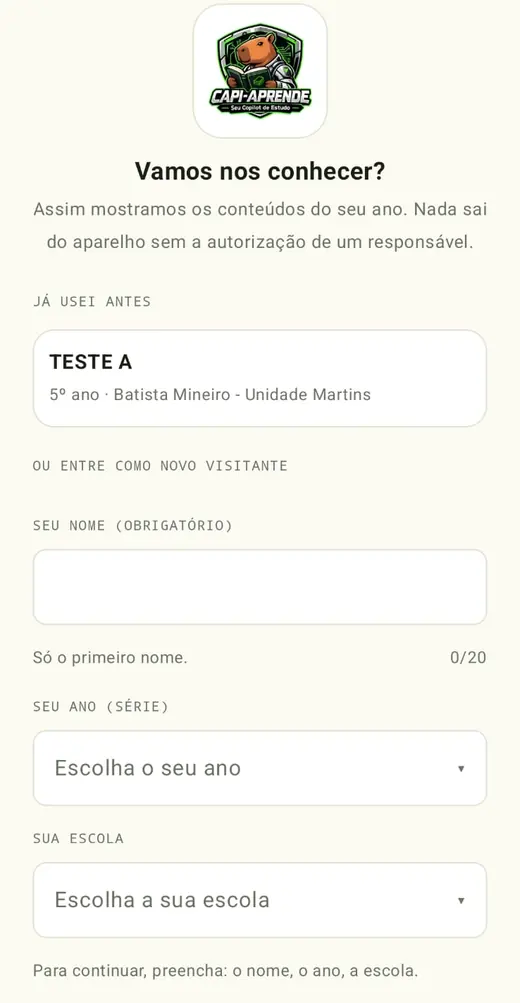 CAPI-APRENDE
Seu Copilot de Estudo
Vamos nos conhecer?
Assim mostramos os conteúdos do seu ano. Nada sai
do aparelho sem a autorização de um responsável.
JÁ USEI ANTES
TESTE A
5º ano · Batista Mineiro - Unidade Martins
OU ENTRE COMO NOVO VISITANTE
SEU NOME (OBRIGATÓRIO)
Só o primeiro nome. 0/20
SEU ANO (SÉRIE)
Escolha o seu ano ▾
SUA ESCOLA
Escolha a sua escola ▾
Para continuar, preencha: o nome, o ano, a escola.